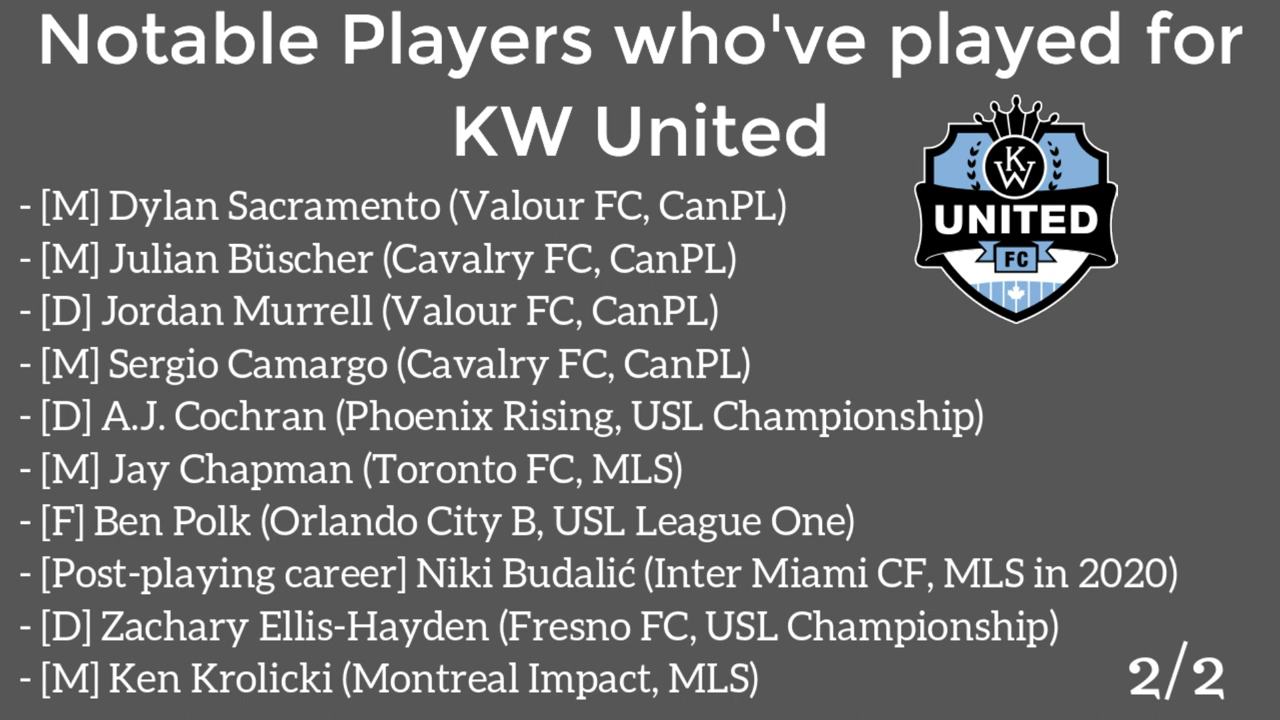 Notable Players who've played for
KW United
KW
UNITED
FC
- [M] Dylan Sacramento (Valour FC, CanPL)
- [M] Julian Büscher (Cavalry FC, CanPL)
- [D] Jordan Murrell (Valour FC, CanPL)
- [M] Sergio Camargo (Cavalry FC, CanPL)
- [D] A.J. Cochran (Phoenix Rising, USL Championship)
- [M] Jay Chapman (Toronto FC, MLS)
- [F] Ben Polk (Orlando City B, USL League One)
- [Post-playing career] Niki Budalić (Inter Miami CF, MLS in 2020)
- [D] Zachary Ellis-Hayden (Fresno FC, USL Championship)
- [M] Ken Krolicki (Montreal Impact, MLS)
2/2